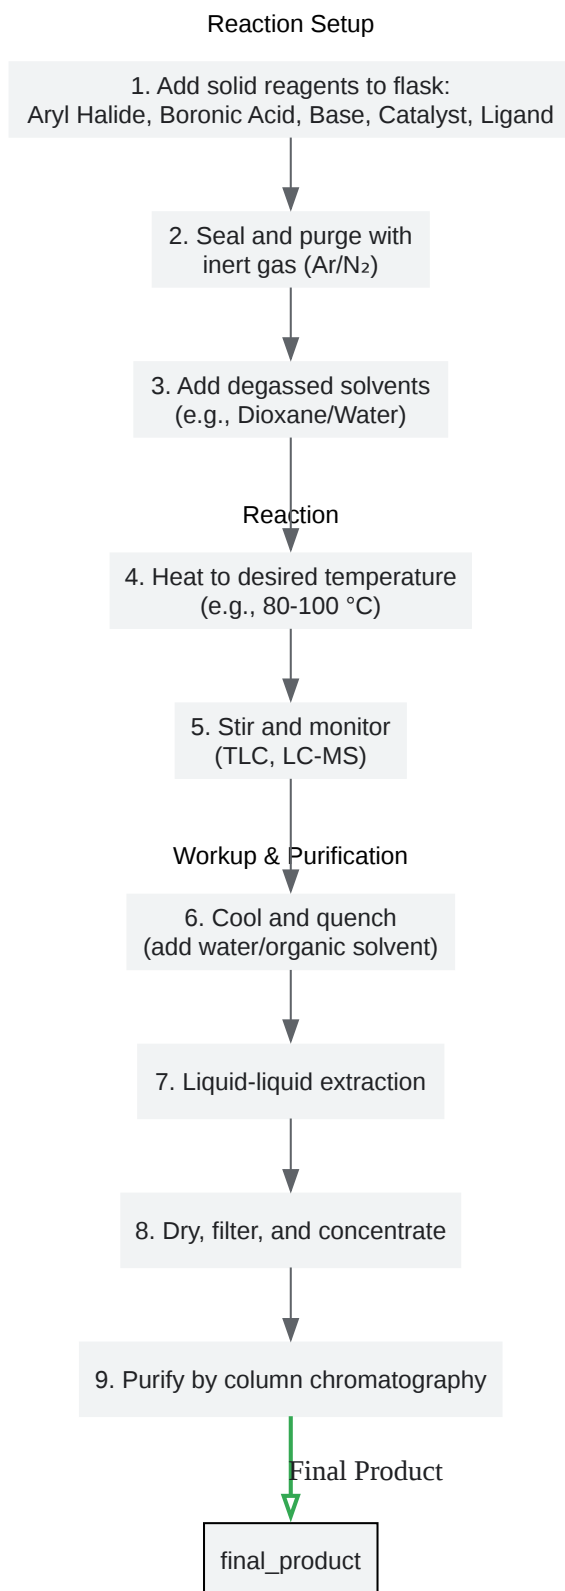 Reaction Setup
1. Add solid reagents to flask:
Aryl Halide, Boronic Acid, Base, Catalyst, Ligand
2. Seal and purge with
inert gas (Ar/N₂)
3. Add degassed solvents
(e.g., Dioxane/Water)
Reaction
4. Heat to desired temperature
(e.g., 80-100 °C)
5. Stir and monitor
(TLC, LC-MS)
Workup & Purification
6. Cool and quench
(add water/organic solvent)
7. Liquid-liquid extraction
8. Dry, filter, and concentrate
9. Purify by column chromatography
Final Product
final_product